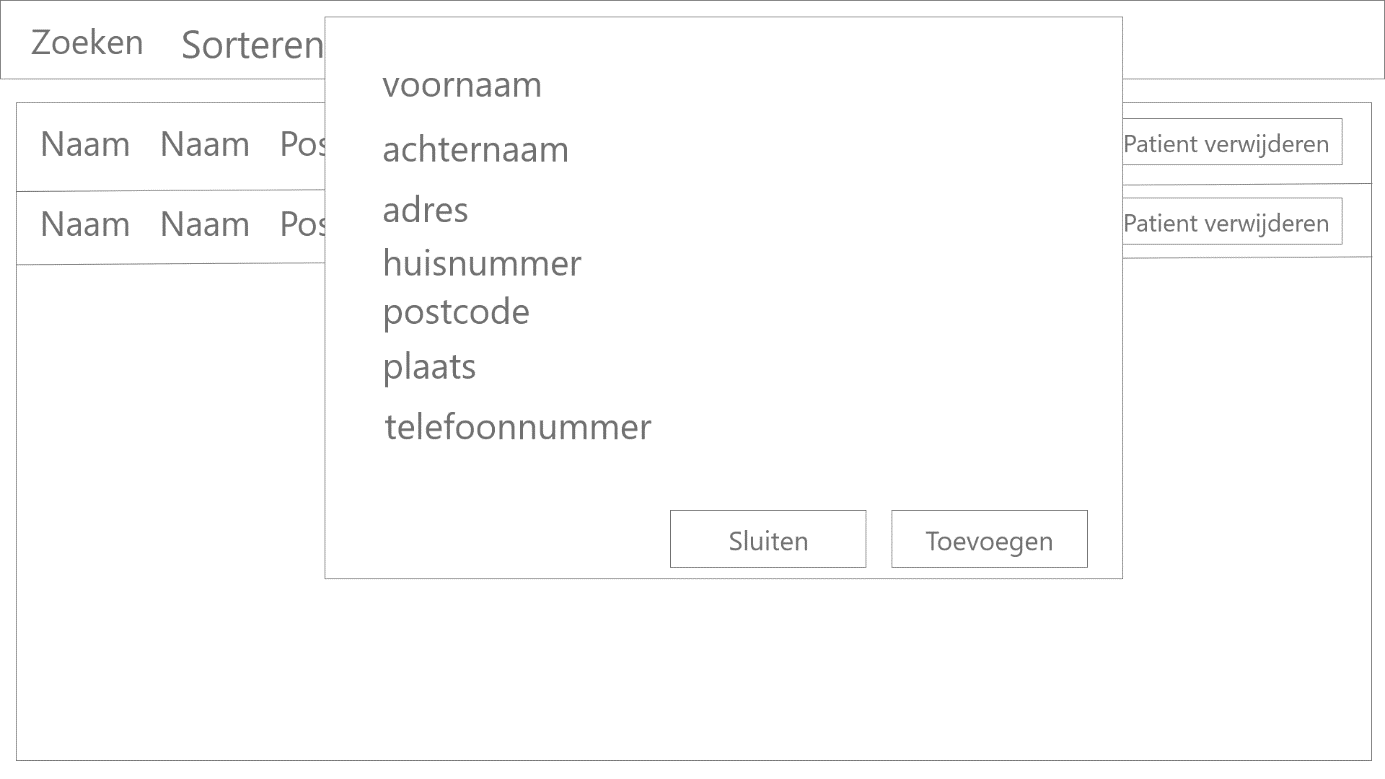 Zoeken Sorteren
voornaam
Naam Naam Pos Patient verwijderen
achternaam
adres
Naam Naam Pos Patient verwijderen
huisnummer
postcode
plaats
telefoonnummer
Sluiten Toevoegen